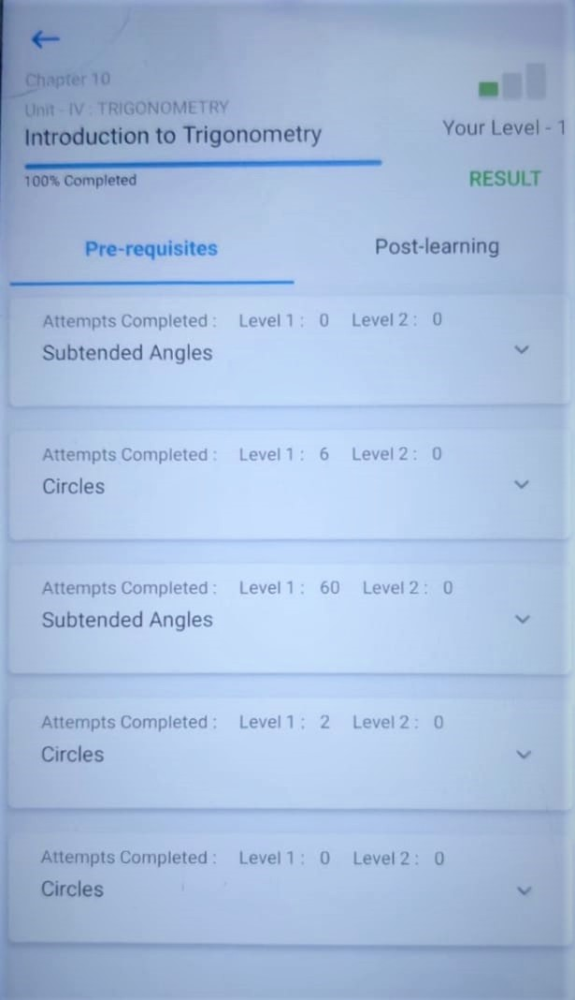 Chapter 10
Unit - IV : TRIGONOMETRY
Introduction to Trigonometry
Your Level - 1
100% Completed
RESULT
Pre-requisites
Post-learning
Attempts Completed : Level 1 : 0 Level 2 : 0
Subtended Angles
Attempts Completed : Level 1 : 6 Level 2 : 0
Circles
Attempts Completed : Level 1 : 60 Level 2 : 0
Subtended Angles
Attempts Completed : Level 1 : 2 Level 2 : 0
Circles
Attempts Completed : Level 1 : 0 Level 2 : 0
Circles